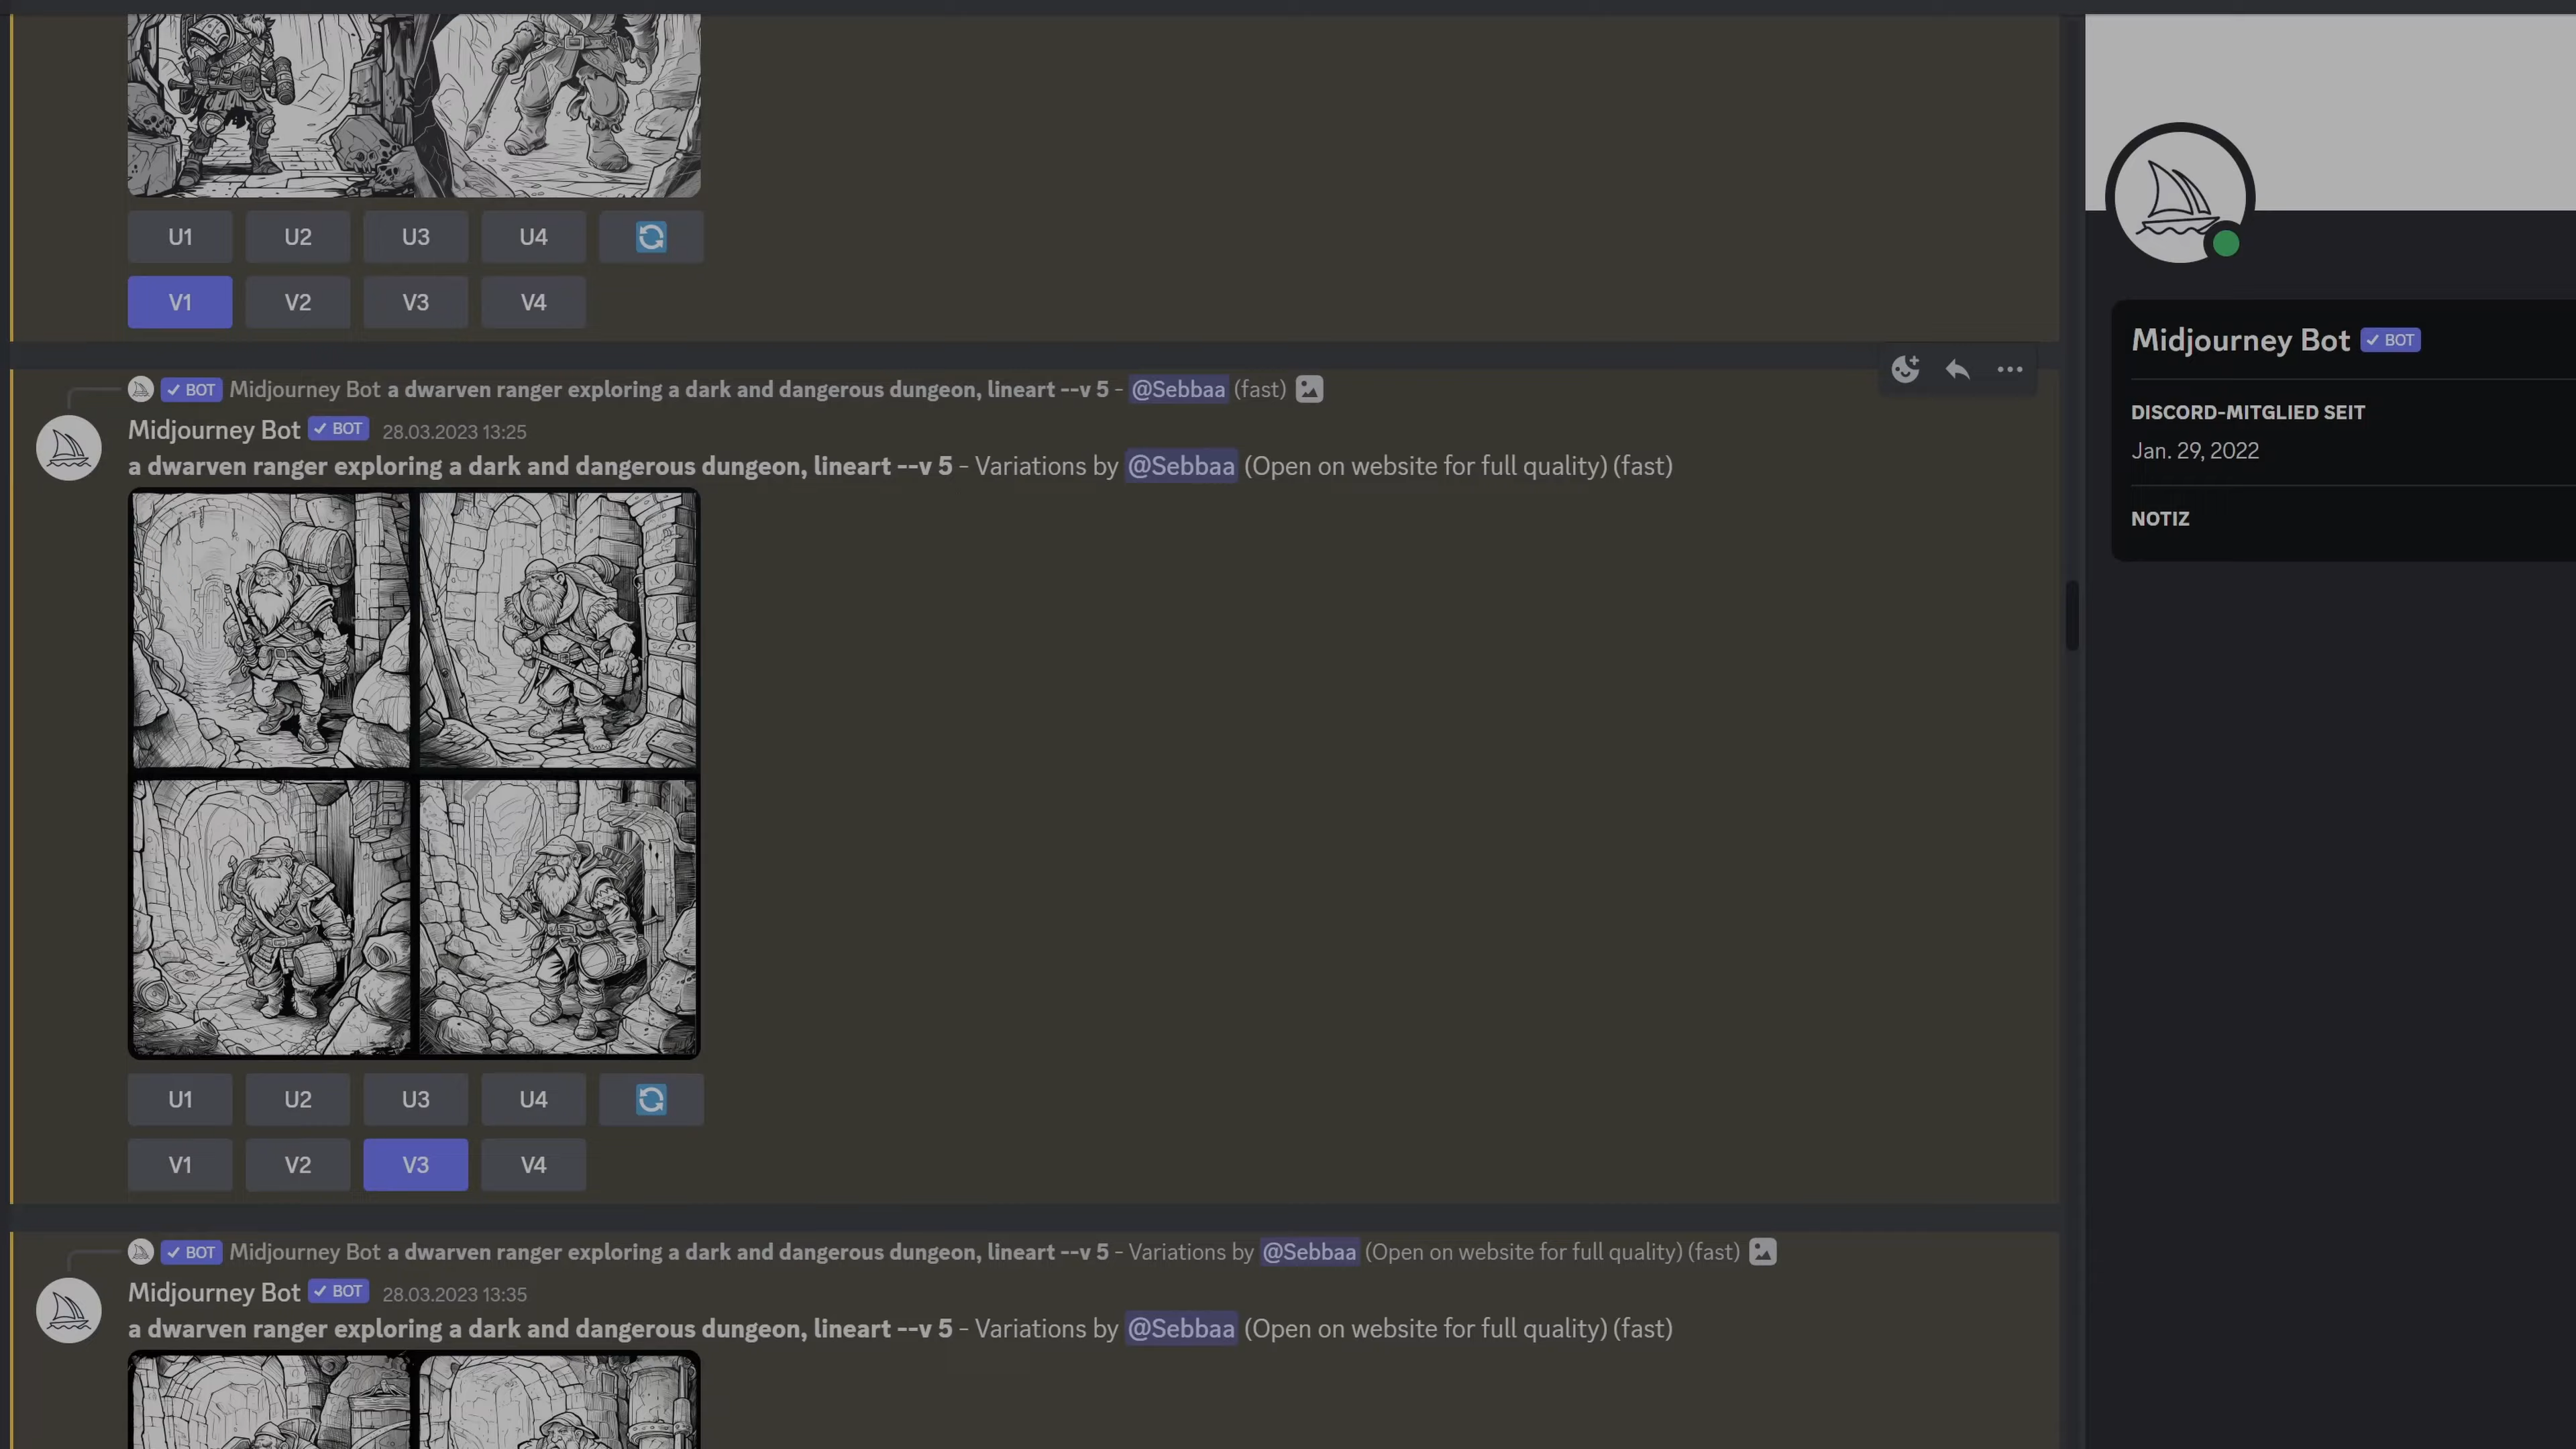 U1 U2 U3 U4
V1 V2 V3 V4
BOT Midjourney Bot a dwarven ranger exploring a dark and dangerous dungeon, lineart --v 5 - @Sebbaa (fast)
Midjourney Bot BOT 28.03.2023 13:25
a dwarven ranger exploring a dark and dangerous dungeon, lineart --v 5 - Variations by @Sebbaa (Open on website for full quality) (fast)
U1 U2 U3 U4
V1 V2 V3 V4
BOT Midjourney Bot a dwarven ranger exploring a dark and dangerous dungeon, lineart --v 5 - Variations by @Sebbaa (Open on website for full quality) (fast)
Midjourney Bot BOT 28.03.2023 13:35
a dwarven ranger exploring a dark and dangerous dungeon, lineart --v 5 - Variations by @Sebbaa (Open on website for full quality) (fast)
Midjourney Bot BOT
DISCORD-MITGLIED SEIT
Jan. 29, 2022
NOTIZ